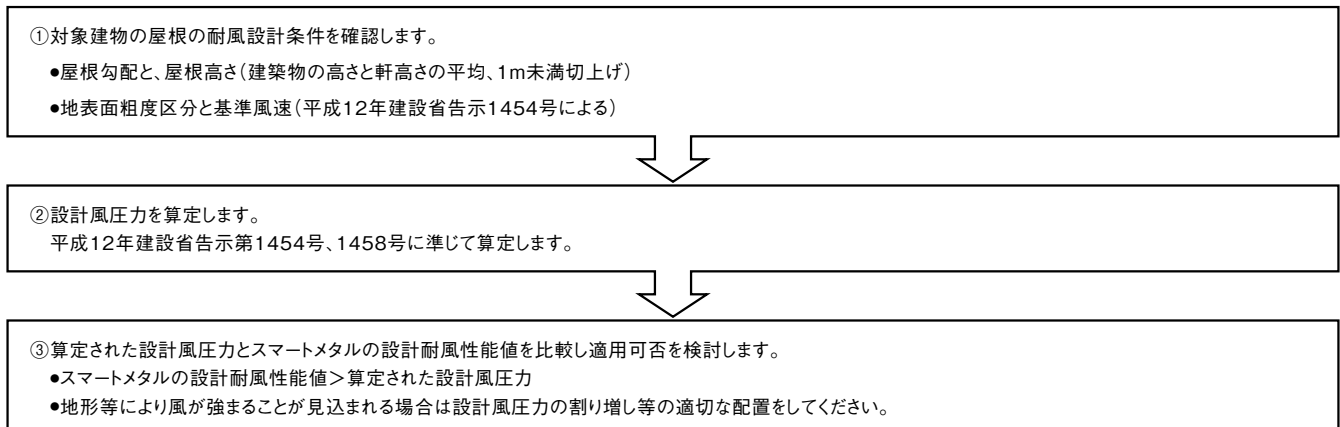 ①対象建物の屋根の耐風設計条件を確認します。
●屋根勾配と、屋根高さ(建築物の高さと軒高さの平均、1m未満切上げ)
●地表面粗度区分と基準風速(平成12年建設省告示1454号による)
②設計風圧力を算定します。
平成12年建設省告示第1454号、1458号に準じて算定します。
③算定された設計風圧力とスマートメタルの設計耐風性能値を比較し適用可否を検討します。
●スマートメタルの設計耐風性能値＞算定された設計風圧力
●地形等により風が強まることが見込まれる場合は設計風圧力の割り増し等の適切な配置をしてください。